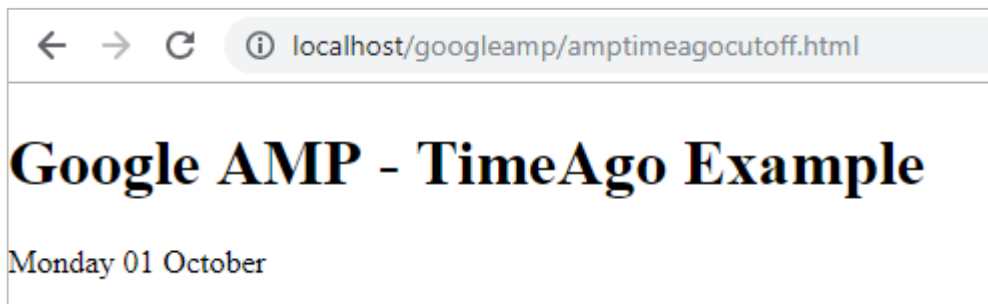 localhost/googleamp/amptimeagocutoff.html
Google AMP - TimeAgo Example
Monday 01 October